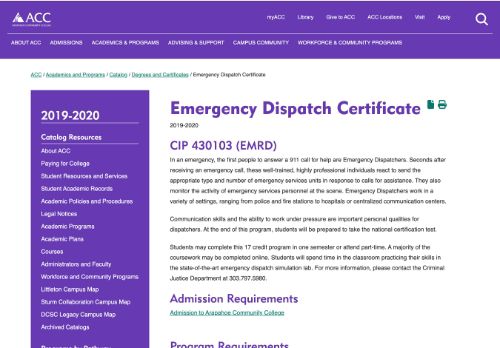 ACC
myACC Library Give to ACC ACC Locations Visit Apply
ABOUT ACC ADMISSIONS ACADEMICS & PROGRAMS ADVISING & SUPPORT CAMPUS COMMUNITY WORKFORCE & COMMUNITY PROGRAMS
ACC / Academics and Programs / Catalog / Degrees and Certificates / Emergency Dispatch Certificate
2019-2020
Catalog Resources
About ACC
Paying for College
Student Resources and Services
Student Academic Records
Academic Policies and Procedures
Legal Notices
Academic Programs
Academic Plans
Courses
Administrators and Faculty
Workforce and Community Programs
Littleton Campus Map
Sturm Collaboration Campus Map
DCSC Legacy Campus Map
Archived Catalogs
Programs by Pathway
Emergency Dispatch Certificate
2019-2020
CIP 430103 (EMRD)
In an emergency, the first people to answer a 911 call for help are Emergency Dispatchers. Seconds after
receiving an emergency call, these well-trained, highly professional individuals react to send the
appropriate type and number of emergency services units in response to calls for assistance. They also
monitor the activity of emergency services personnel at the scene. Emergency Dispatchers work in a
variety of settings, ranging from police and fire stations to hospitals or centralized communication centers.
Communication skills and the ability to work under pressure are important personal qualities for
dispatchers. At the end of this program, students will be prepared to take the national certification test.
Students may complete this 17 credit program in one semester or attend part-time. A majority of the
coursework may be completed online. Students will spend time in the classroom practicing their skills in
the state-of-the-art emergency dispatch simulation lab. For more information, please contact the Criminal
Justice Department at 303.797.5980.
Admission Requirements
Admission to Arapahoe Community College
Program Requirements